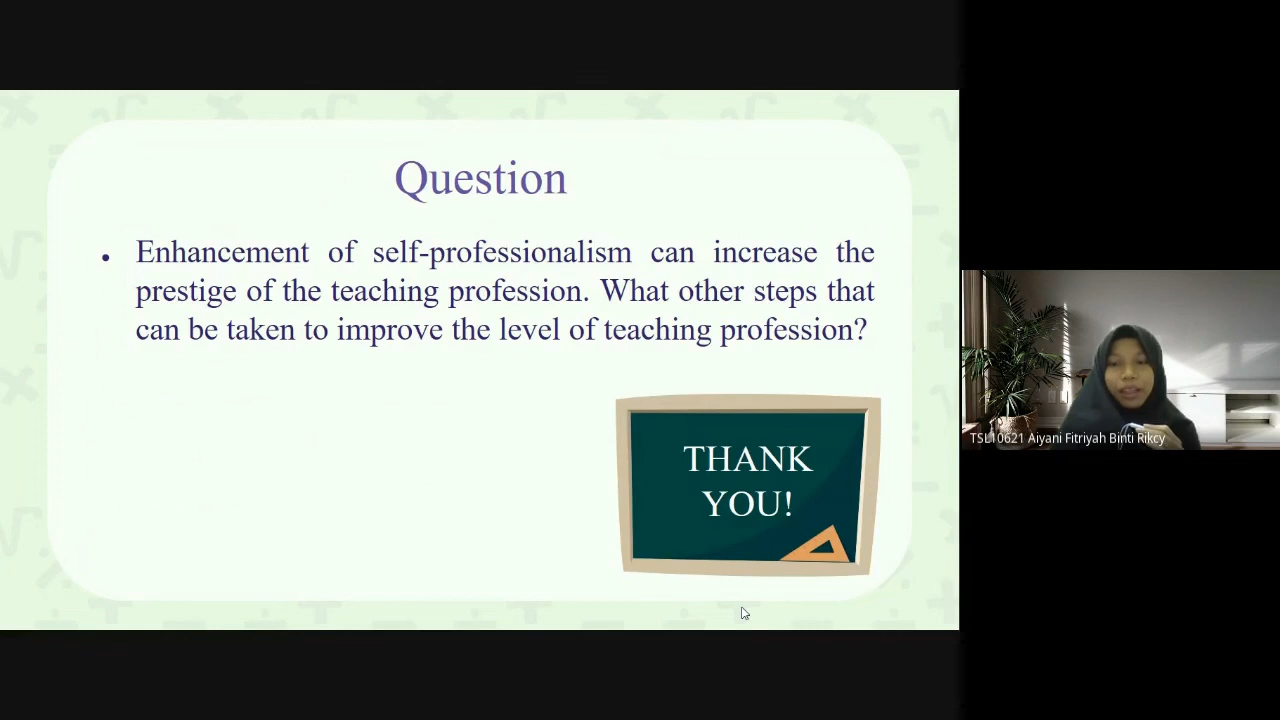 Question
• Enhancement of self-professionalism can increase the
prestige of the teaching profession. What other steps that
can be taken to improve the level of teaching profession?
THANK
YOU!
TSL10621 Aiyani Fitriyah Binti Rikcy